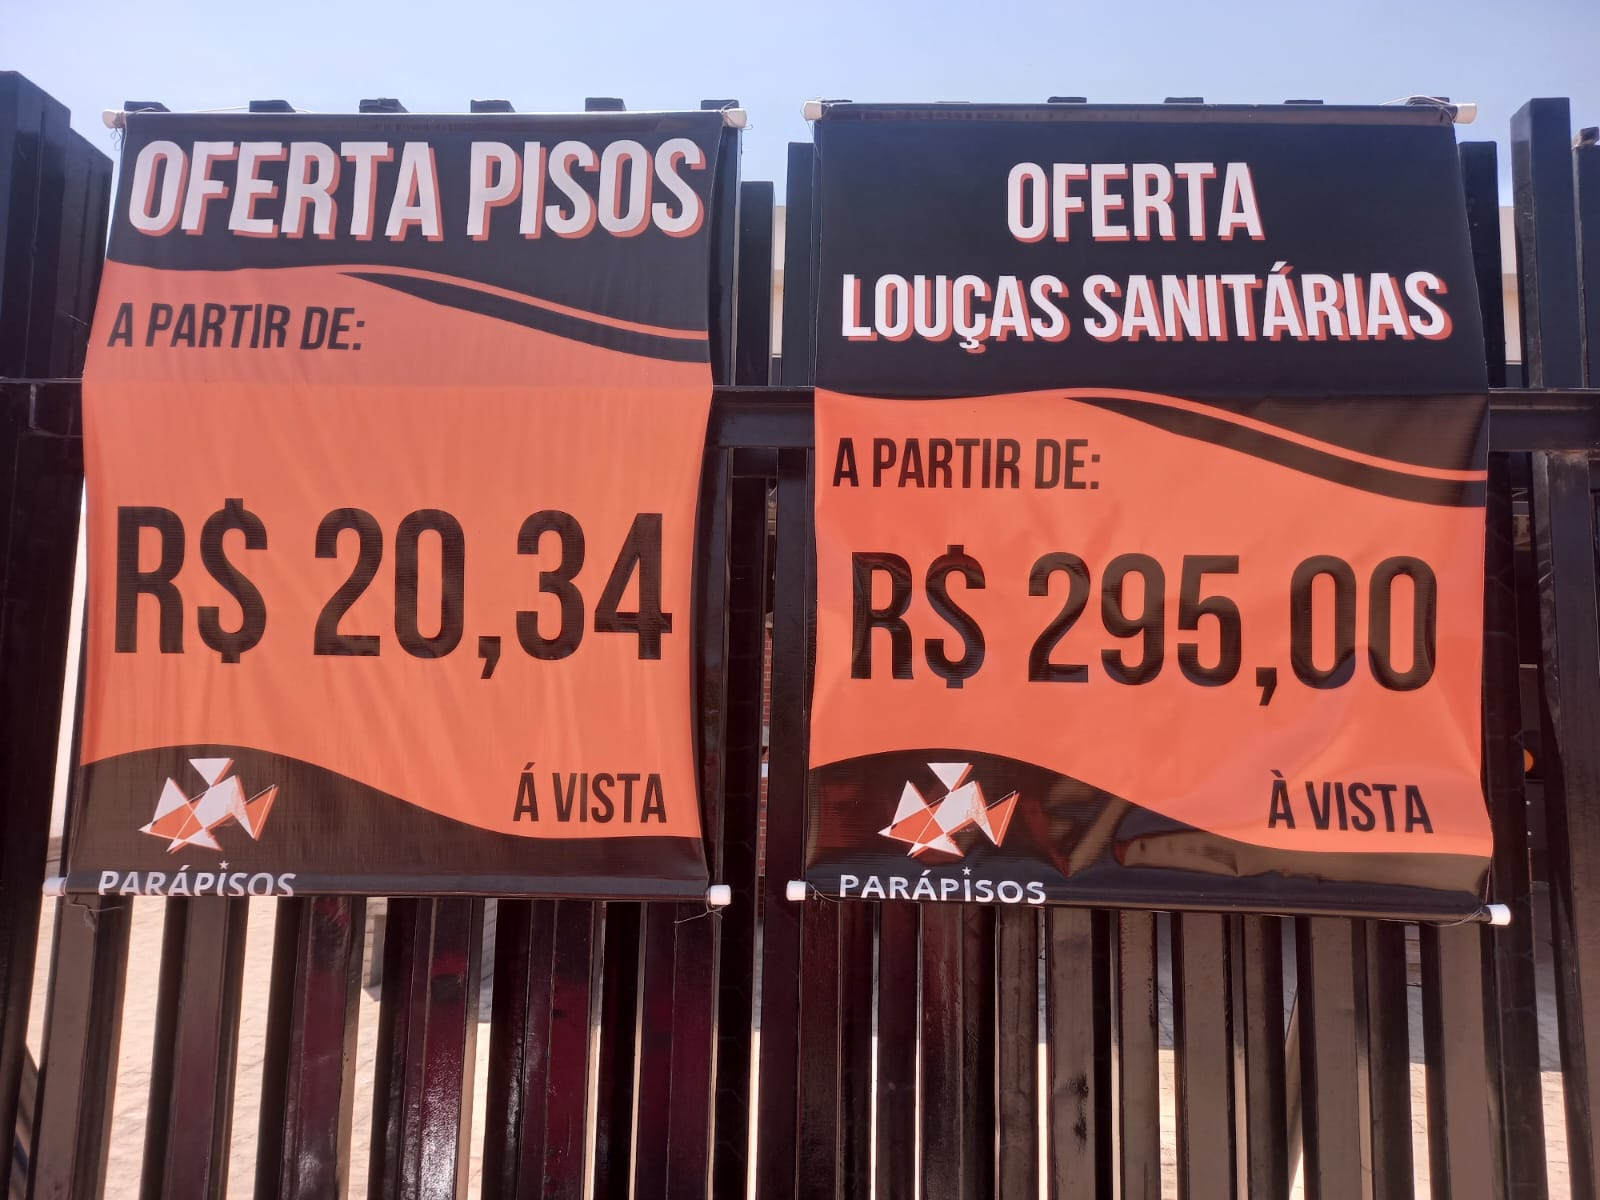 OFERTA PISOS
A PARTIR DE:
R$ 20,34
Á VISTA
PARÁPISOS
OFERTA
LOUÇAS SANITÁRIAS
A PARTIR DE:
R$ 295,00
À VISTA
PARÁPISOS